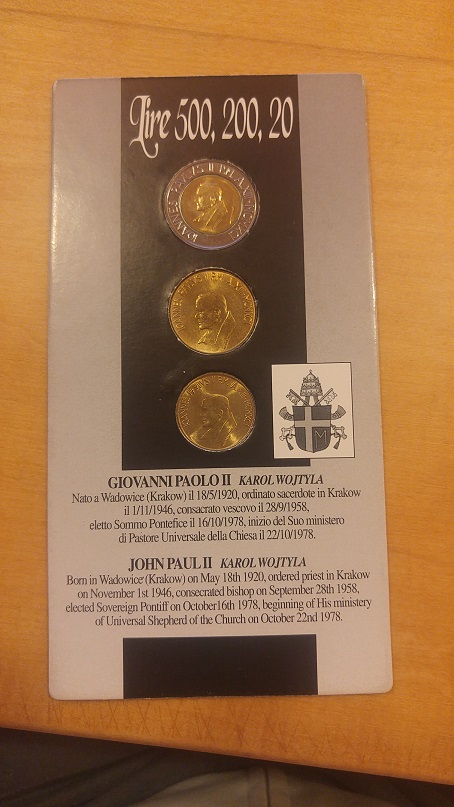 Lire 500, 200, 20
GIOVANNI PAOLO II KAROL WOJTYLA
Nato a Wadowice (Krakow) il 18/5/1920, ordinato sacerdote in Krakow
il 1/11/1946, consacrato vescovo il 28/9/1958,
eletto Sommo Pontefice il 16/10/1978, inizio del Suo ministero
di Pastore Universale della Chiesa il 22/10/1978.
JOHN PAUL II KAROL WOJTYLA
Born in Wadowice (Krakow) on May 18th 1920, ordered priest in Krakow
on November 1st 1946, consecrated bishop on September 28th 1958,
elected Sovereign Pontiff on October16th 1978, beginning of His ministery
of Universal Shepherd of the Church on October 22nd 1978.
M